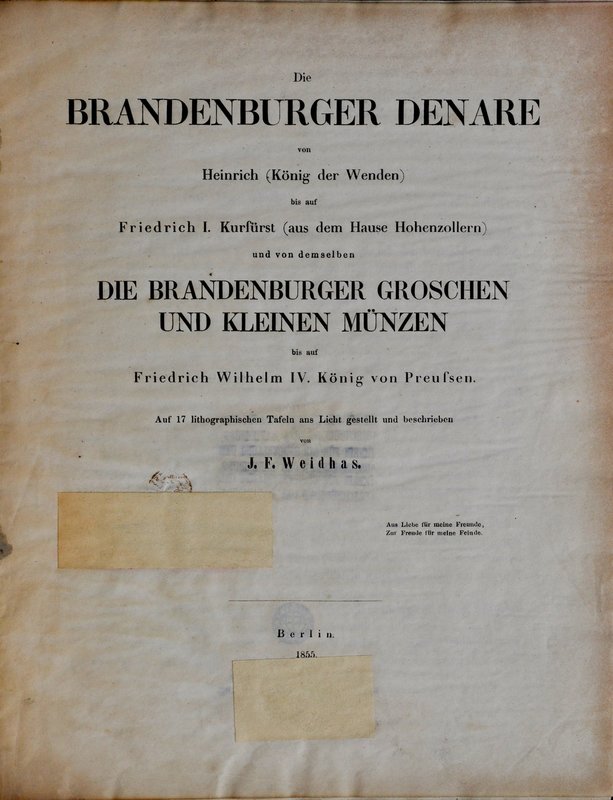 Die
BRANDENBURGER DENARE
von
Heinrich (König der Wenden)
bis auf
Friedrich I. Kurfürst (aus dem Hause Hohenzollern)
und von demselben
DIE BRANDENBURGER GROSCHEN
UND KLEINEN MÜNZEN
bis auf
Friedrich Wilhelm IV. König von Preuſsen.
Auf 17 lithographischen Tafeln ans Licht gestellt und beschrieben
von
J. F. Weidhas.
Aus Liebe für meine Freunde,
Zur Freude für meine Feinde.
Berlin.
1855.